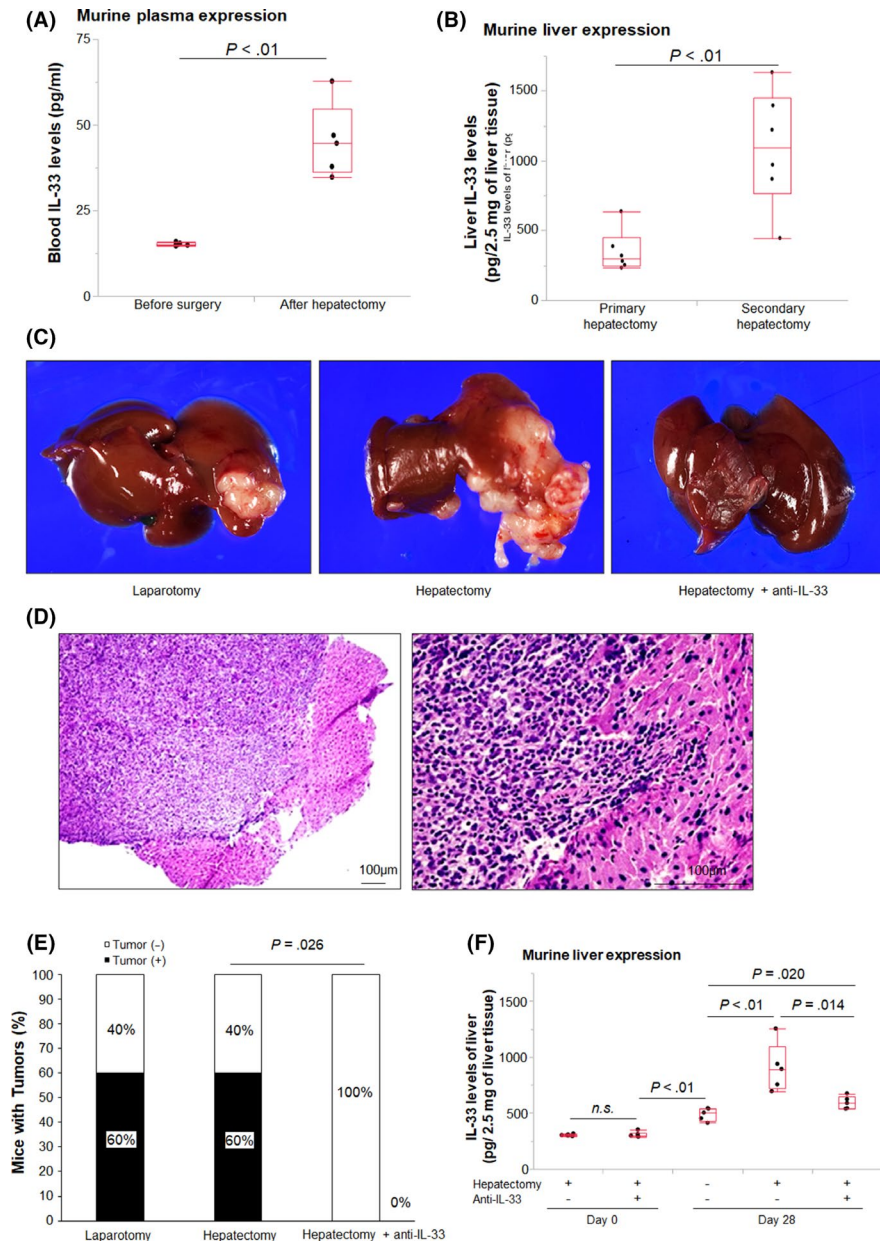 (A)
Murine plasma expression
P < .01
Blood IL-33 levels (pg/ml)
75
50
25
0
Before surgery
After hepatectomy
(B)
Murine liver expression
P < .01
Liver IL-33 levels
(pg/2.5 mg of liver tissue)
IL-33 levels of
1500
1000
500
0
Primary
hepatectomy
Secondary
hepatectomy
(C)
Laparotomy
Hepatectomy
Hepatectomy + anti-IL-33
(D)
100μm
100μm
(E)
Tumor (−)
Tumor (+)
P = .026
Mice with Tumors (%)
100
90
80
70
60
50
40
30
20
10
0
40%
60%
40%
60%
100%
0%
Laparotomy
Hepatectomy
Hepatectomy + anti-IL-33
(F)
Murine liver expression
P = .020
P < .01
P = .014
P < .01
n.s.
IL-33 levels of liver
(pg/ 2.5 mg of liver tissue)
1500
1000
500
0
Hepatectomy + + - + +
Anti-IL-33 - + - - +
Day 0
Day 28